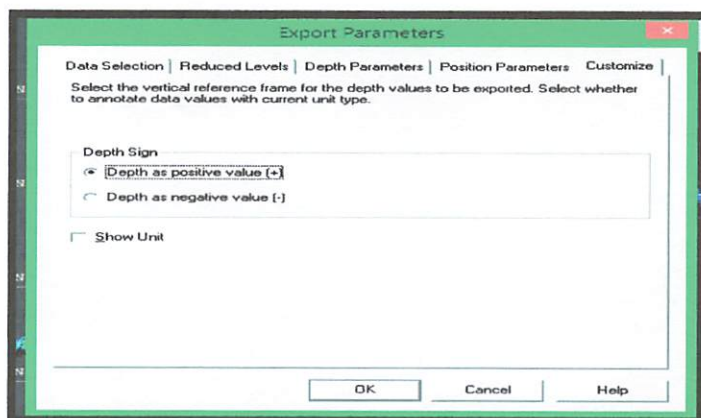 Export Parameters
Data Selection | Reduced Levels | Depth Parameters | Position Parameters Customize |
Select the vertical reference frame for the depth values to be exported. Select whether
to annotate data values with current unit type.
Depth Sign
Depth as positive value (+)
Depth as negative value (-)
Show Unit
OK Cancel Help